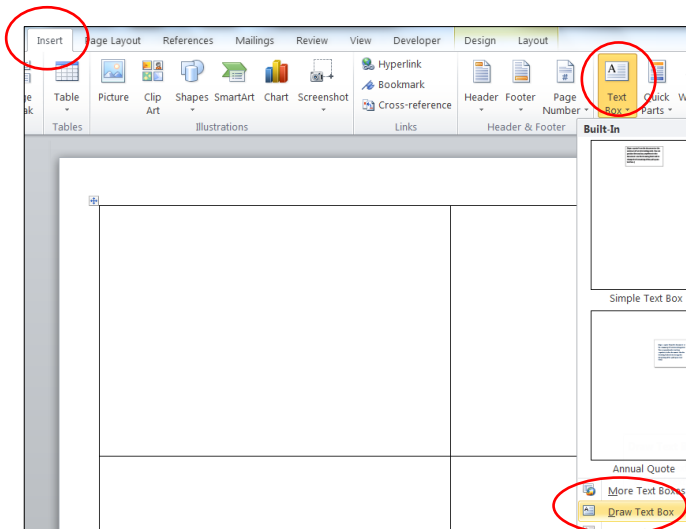 Insert Page Layout References Mailings Review View Developer Design Layout
Table Picture Clip Art Shapes SmartArt Chart Screenshot
Hyperlink
Bookmark
Cross-reference
Header Footer Page Number
Text Box Quick Parts
Tables Illustrations Links Header & Footer
Built-In
Simple Text Box
Annual Quote
More Text Boxes
Draw Text Box